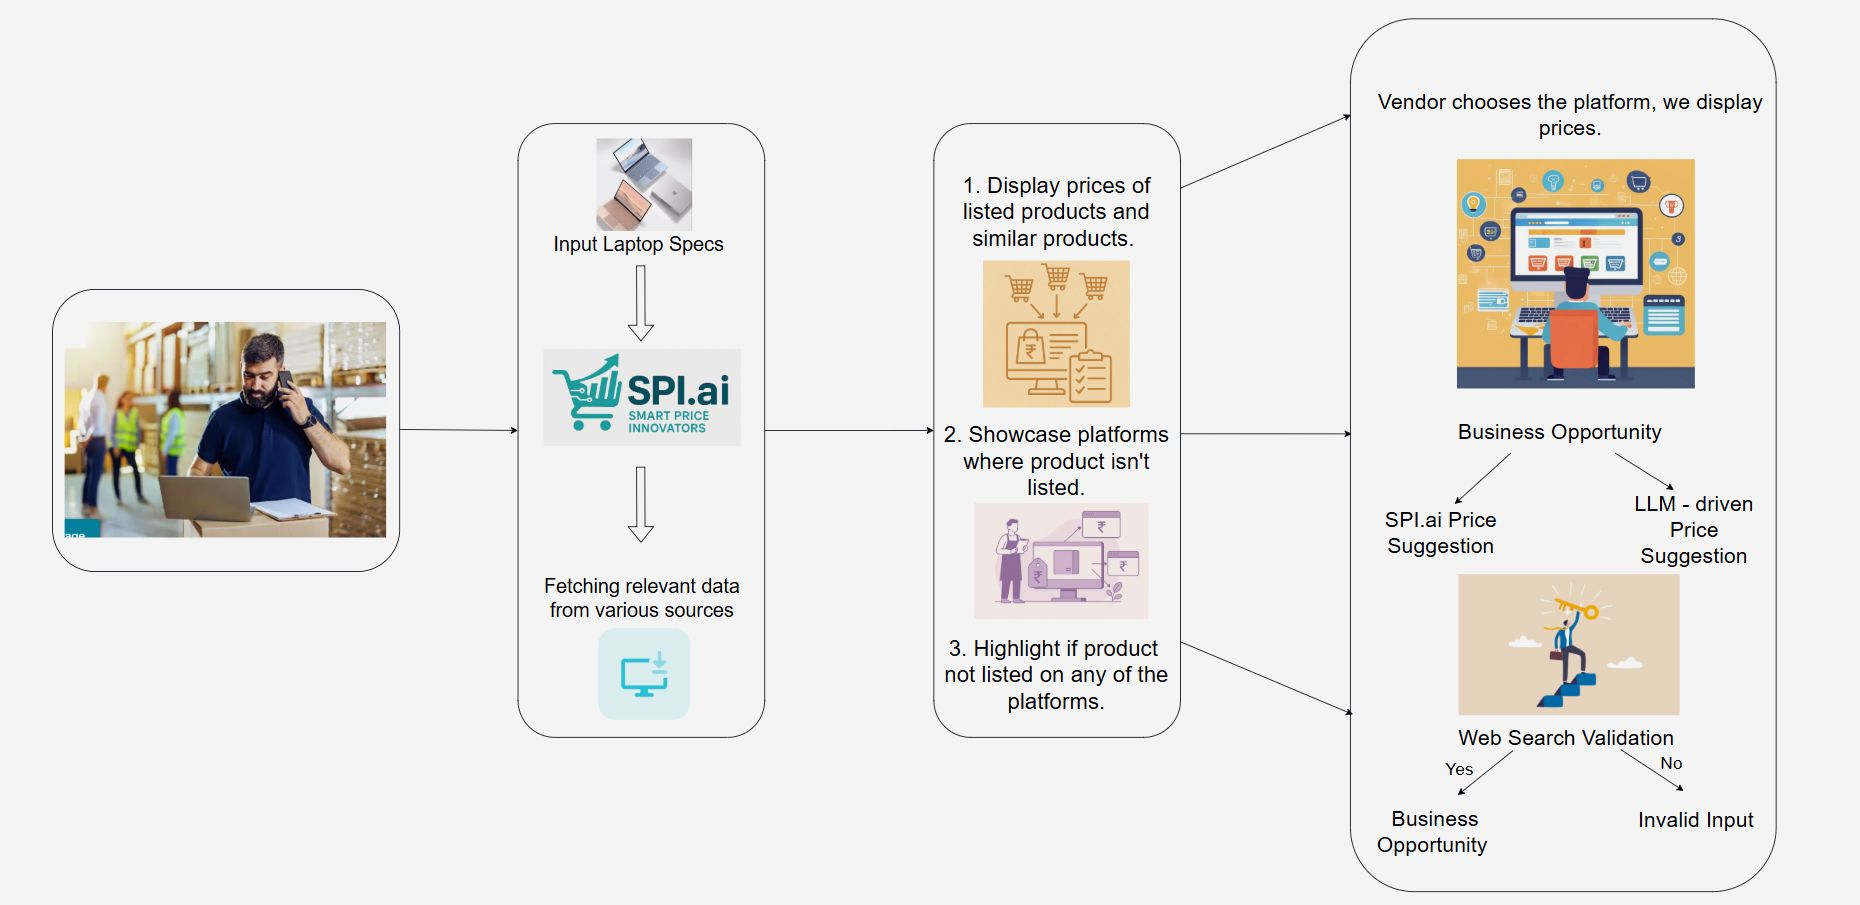 age
Input Laptop Specs
SPI.ai
SMART PRICE
INNOVATORS
Fetching relevant data
from various sources
1. Display prices of
listed products and
similar products.
₹
2. Showcase platforms
where product isn't
listed.
₹
₹
₹
3. Highlight if product
not listed on any of the
platforms.
Vendor chooses the platform, we display
prices.
3
Business Opportunity
SPI.ai Price
Suggestion
LLM - driven
Price
Suggestion
Web Search Validation
Yes
No
Business
Opportunity
Invalid Input